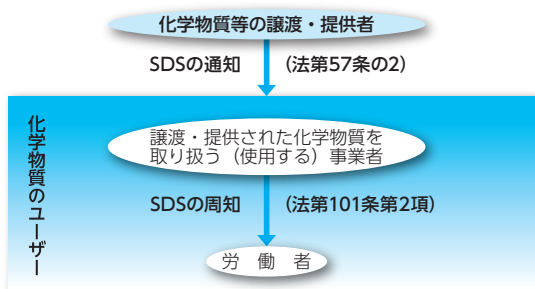 化学物質等の譲渡・提供者
SDSの通知 (法第57条の2)
化学物質のユーザー
譲渡・提供された化学物質を
取り扱う(使用する)事業者
SDSの周知 (法第101条第2項)
労働者